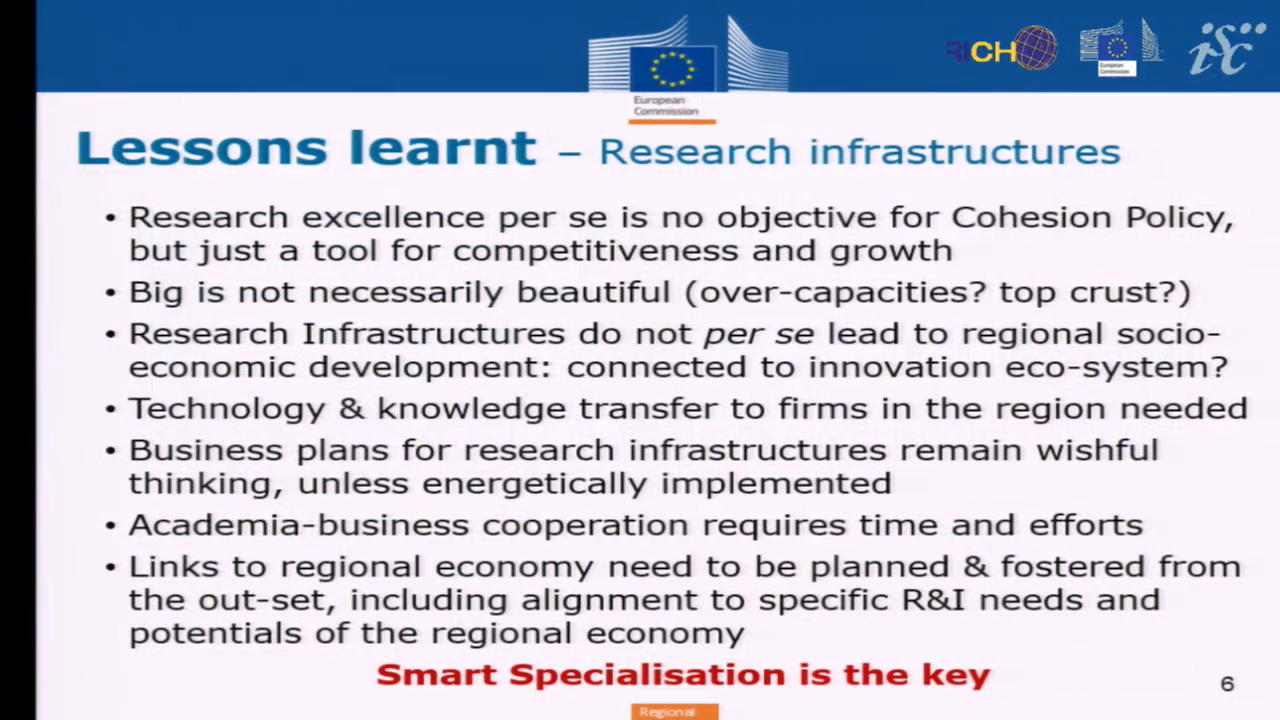 RICH
European
Commission
European
Commission
isc
Lessons learnt – Research infrastructures
• Research excellence per se is no objective for Cohesion Policy,
but just a tool for competitiveness and growth
• Big is not necessarily beautiful (over-capacities? top crust?)
• Research Infrastructures do not per se lead to regional socio-
economic development: connected to innovation eco-system?
• Technology & knowledge transfer to firms in the region needed
• Business plans for research infrastructures remain wishful
thinking, unless energetically implemented
• Academia-business cooperation requires time and efforts
• Links to regional economy need to be planned & fostered from
the out-set, including alignment to specific R&I needs and
potentials of the regional economy
Smart Specialisation is the key
6
Regional